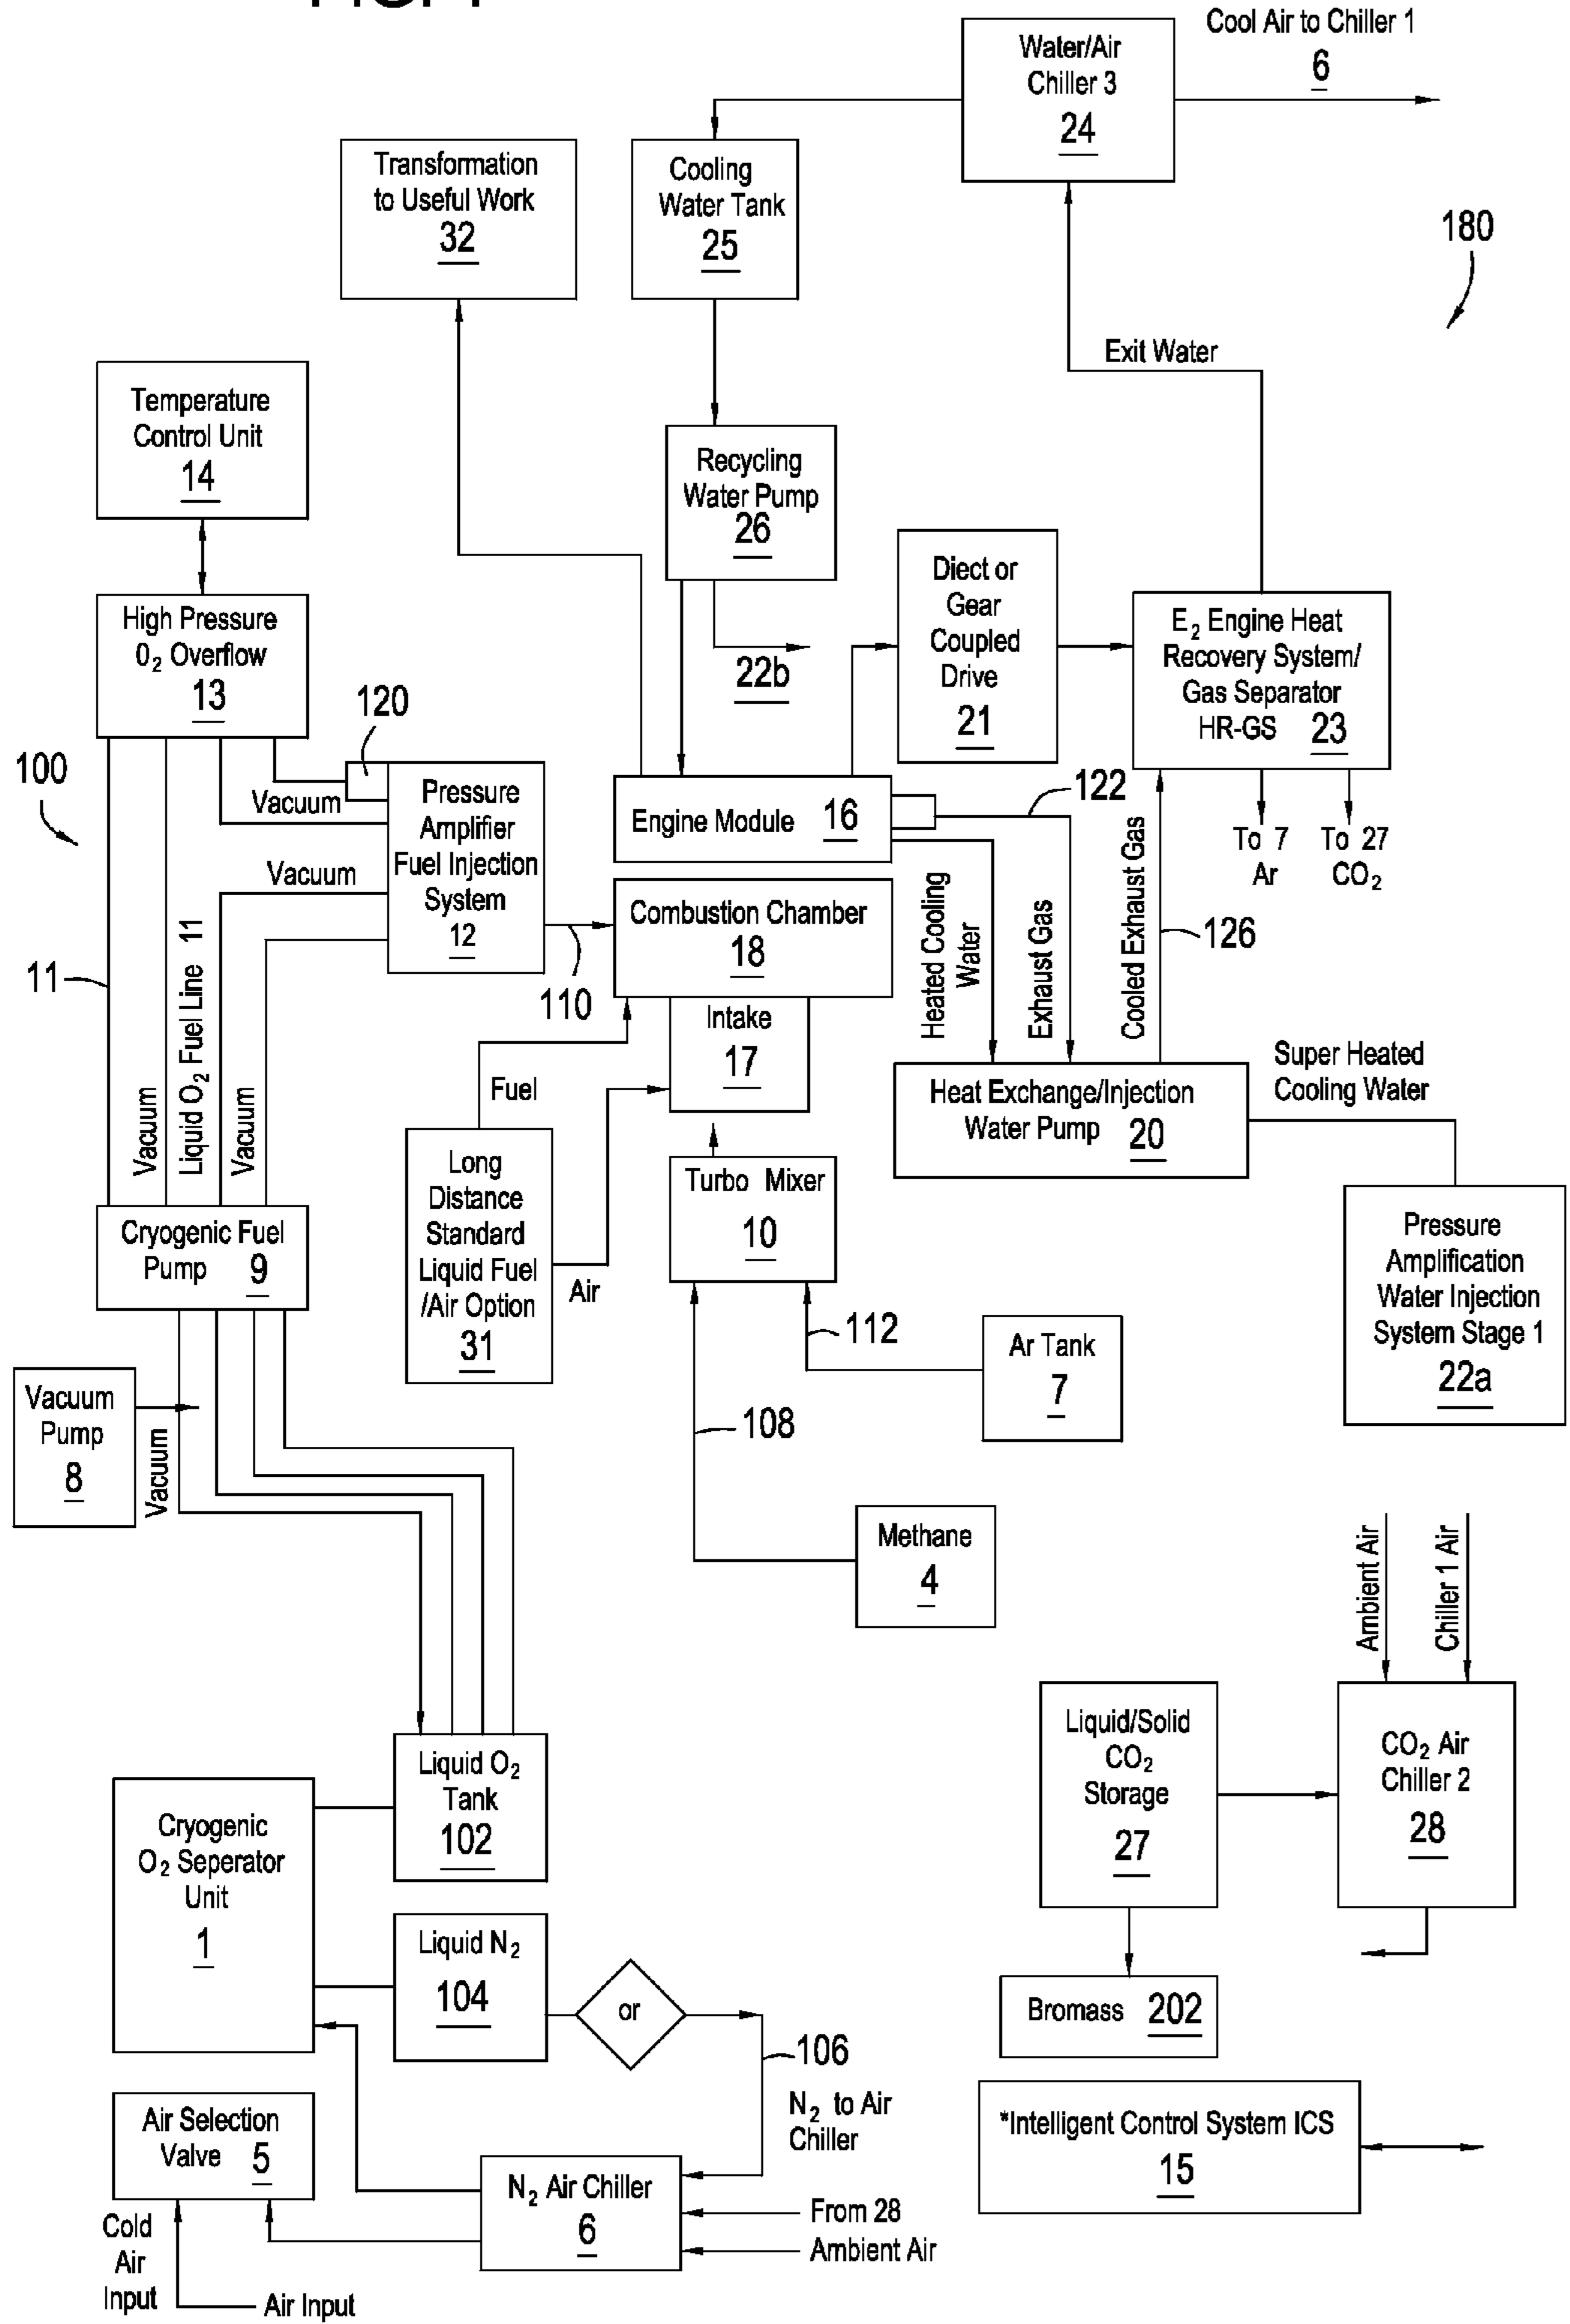 Cool Air to Chiller 1
6
Water/Air
Chiller 3
24
Transformation
to Useful Work
32
Cooling
Water Tank
25
180
Exit Water
Temperature
Control Unit
14
Recycling
Water Pump
26
22b
Diect or
Gear
Coupled
Drive
21
E2 Engine Heat
Recovery System/
Gas Separator
HR-GS 23
High Pressure
O2 Overflow
13
120
100
Vacuum
Pressure
Amplifier
Fuel Injection
System
12
Vacuum
Engine Module 16
122
To 7
Ar
To 27
CO2
Combustion Chamber
18
110
11
Vacuum
Liquid O2 Fuel Line 11
Vacuum
Heated Cooling
Water
Exhaust Gas
Cooled Exhaust Gas
126
Intake
17
Fuel
Heat Exchange/Injection
Water Pump 20
Super Heated
Cooling Water
Long
Distance
Standard
Liquid Fuel
/Air Option
31
Air
Turbo Mixer
10
Cryogenic Fuel
Pump 9
112
Ar Tank
7
Pressure
Amplification
Water Injection
System Stage 1
22a
Vacuum
Pump
8
Vacuum
108
Methane
4
Ambient Air
Chiller 1 Air
Liquid O2
Tank
102
Liquid/Solid
CO2
Storage
27
CO2 Air
Chiller 2
28
Cryogenic
O2 Seperator
Unit
1
Liquid N2
104
or
106
N2 to Air
Chiller
Bromass 202
Air Selection
Valve 5
N2 Air Chiller
6
From 28
Ambient Air
*Intelligent Control System ICS
15
Cold
Air
Input
Air Input